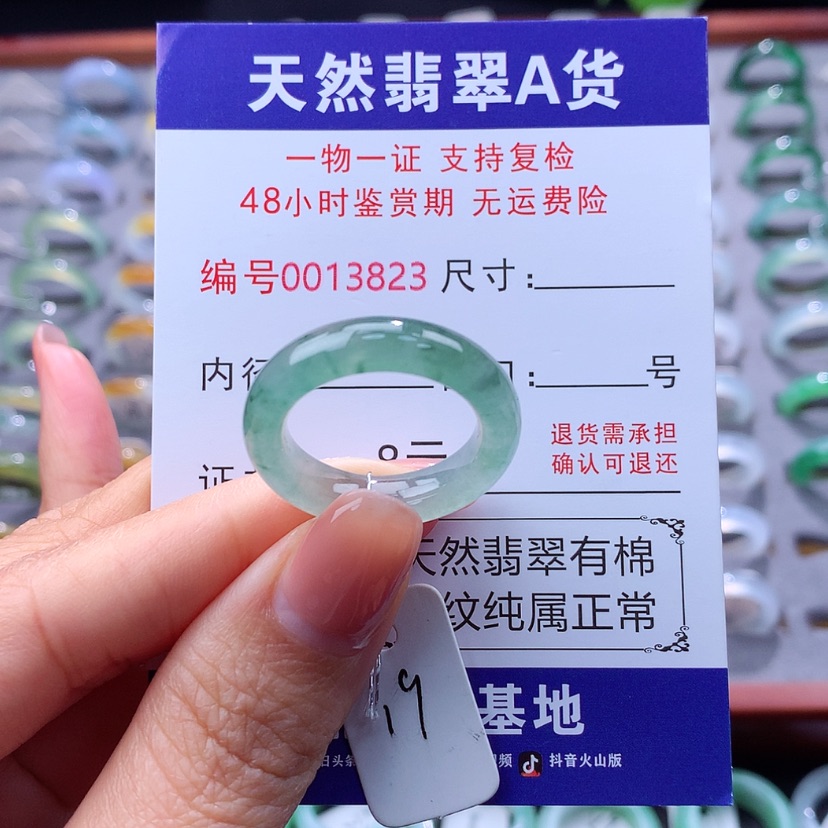 天然翡翠A货
一物一证 支持复检
48小时鉴赏期 无运费险
编号0013823 尺寸:
内径 :号
退货需承担
确认可退还
证
天然翡翠有棉
纹纯属正常
基地
抖音火山版
19